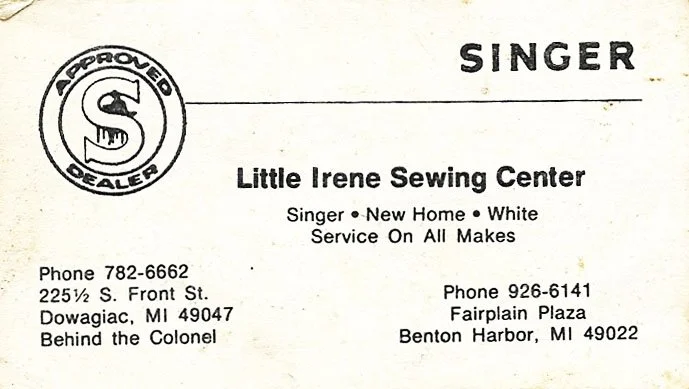 APPROVED
S
DEALER
SINGER
Little Irene Sewing Center
Singer • New Home • White
Service On All Makes
Phone 782-6662
225½ S. Front St.
Dowagiac, MI 49047
Behind the Colonel
Phone 926-6141
Fairplain Plaza
Benton Harbor, MI 49022